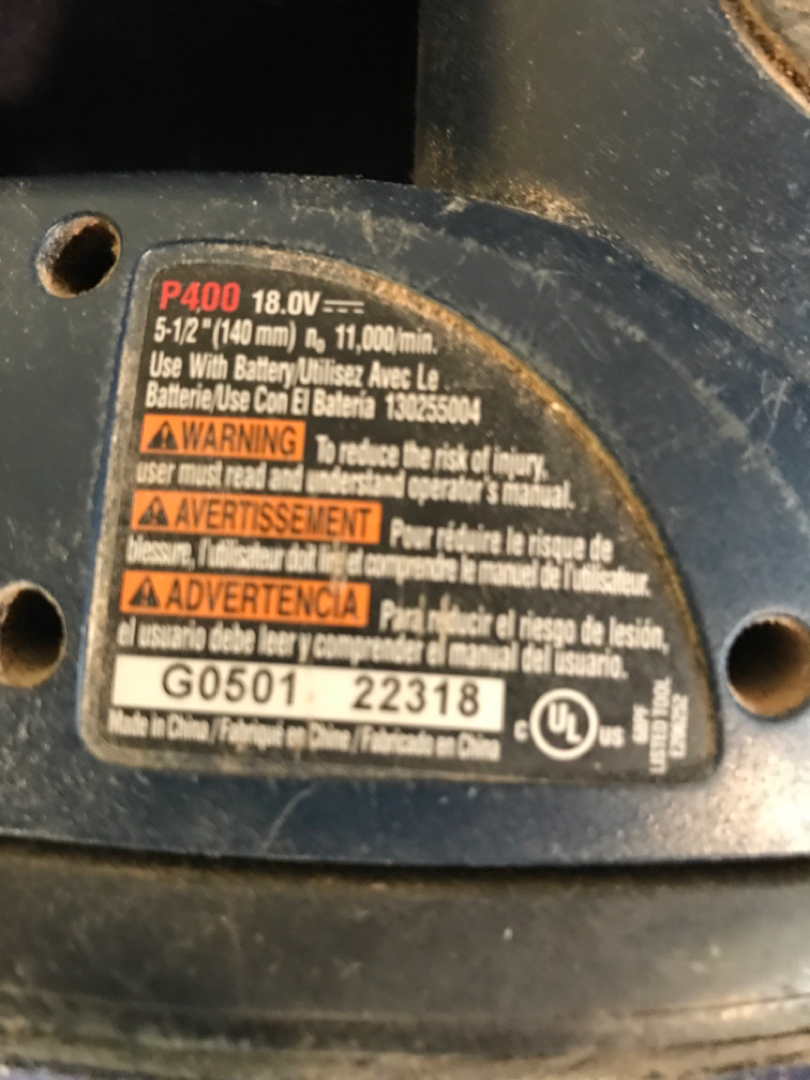 P400 18.0V ⎓
5-1/2" (140 mm) n₀ 11,000/min.
Use With Battery/Utilisez Avec Le
Batterie/Use Con El Batería 130255004
⚠WARNING To reduce the risk of injury,
user must read and understand operator's manual.
⚠AVERTISSEMENT Pour réduire le risque de
blessure, l'utilisateur doit lire et comprendre le manuel de l'utilisateur.
⚠ADVERTENCIA Para reducir el riesgo de lesión,
el usuario debe leer y comprender el manual del usuario.
G0501 22318
Made in China / Fabriqué en Chine / Fabricado en China
C UL US
LISTED TOOL